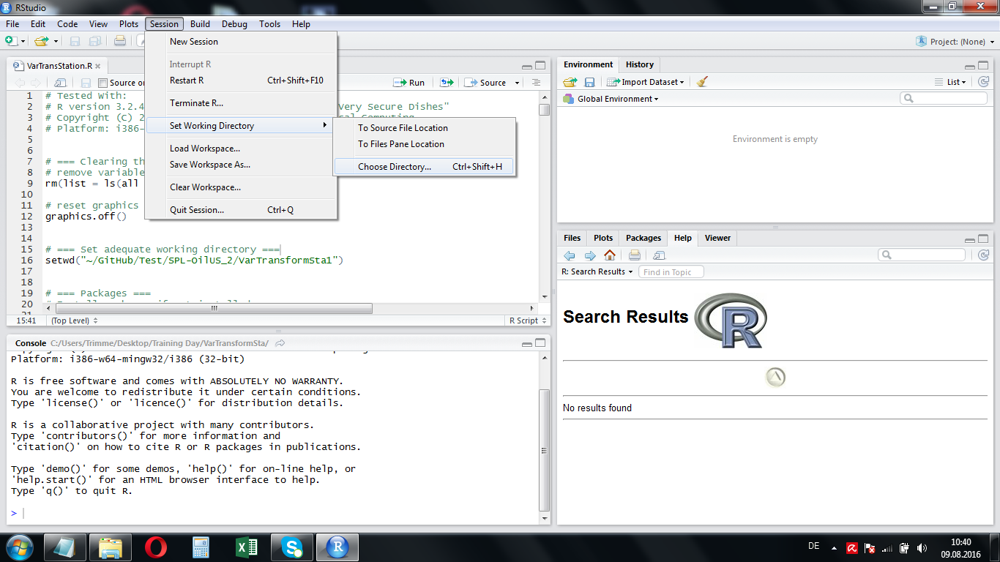 RStudio
File Edit Code View Plots Session Build Debug Tools Help
Project: (None)
New Session
Interrupt R
Restart R Ctrl+Shift+F10
Terminate R...
Set Working Directory
Load Workspace...
Save Workspace As...
Clear Workspace...
Quit Session... Ctrl+Q
To Source File Location
To Files Pane Location
Choose Directory... Ctrl+Shift+H
VarTransStation.R
Source on Run Source
1 # Tested With:
2 # R version 3.2.4 Very Secure Dishes"
3 # Copyright (C) 2 Computing
4 # Platform: i386-
5
6
7 # === Clearing th
8 # remove variable
9 rm(list = ls(all
10
11 # reset graphics
12 graphics.off()
13
14
15 # === Set adequate working directory ===
16 setwd("~/GitHub/Test/SPL-OilUS_2/VarTransformSta1")
17
18
19 # === Packages ===
20
21
15:41 (Top Level) R Script
Console C:/Users/Trimme/Desktop/Training Day/VarTransformSta/
Platform: i386-w64-mingw32/i386 (32-bit)
R is free software and comes with ABSOLUTELY NO WARRANTY.
You are welcome to redistribute it under certain conditions.
Type 'license()' or 'licence()' for distribution details.
R is a collaborative project with many contributors.
Type 'contributors()' for more information and
'citation()' on how to cite R or R packages in publications.
Type 'demo()' for some demos, 'help()' for on-line help, or
'help.start()' for an HTML browser interface to help.
Type 'q()' to quit R.
>
Environment History
Import Dataset List
Global Environment
Environment is empty
Files Plots Packages Help Viewer
R: Search Results Find in Topic
Search Results R
No results found
DE 10:40
09.08.2016